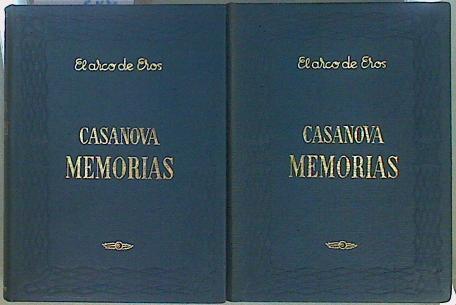 El arco de Eros
CASANOVA
MEMORIAS
El arco de Eros
CASANOVA
MEMORIAS